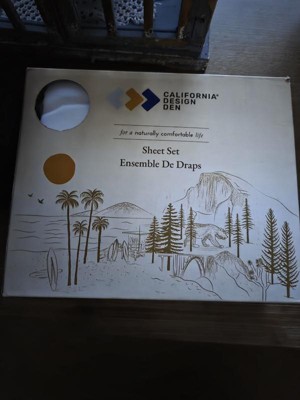 CALIFORNIA®
DESIGN
DEN
for a naturally comfortable life
Sheet Set
Ensemble De Draps